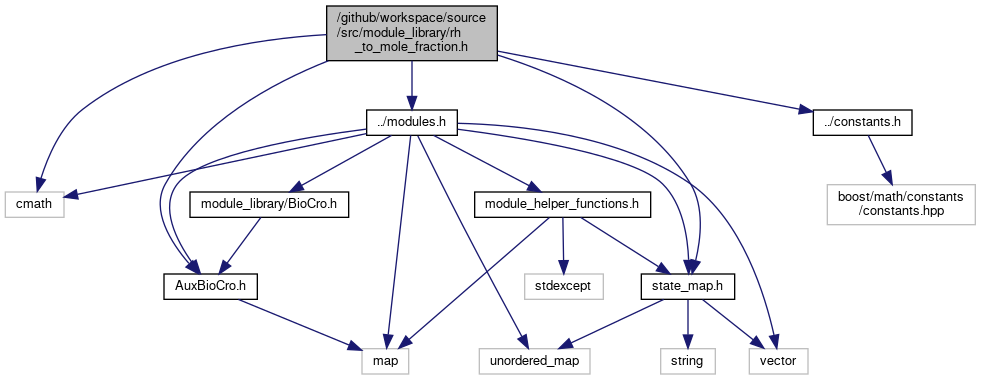 /github/workspace/source
/src/module_library/rh
_to_mole_fraction.h
../modules.h
../constants.h
cmath
module_library/BioCro.h
module_helper_functions.h
boost/math/constants
/constants.hpp
AuxBioCro.h
stdexcept
state_map.h
map
unordered_map
string
vector